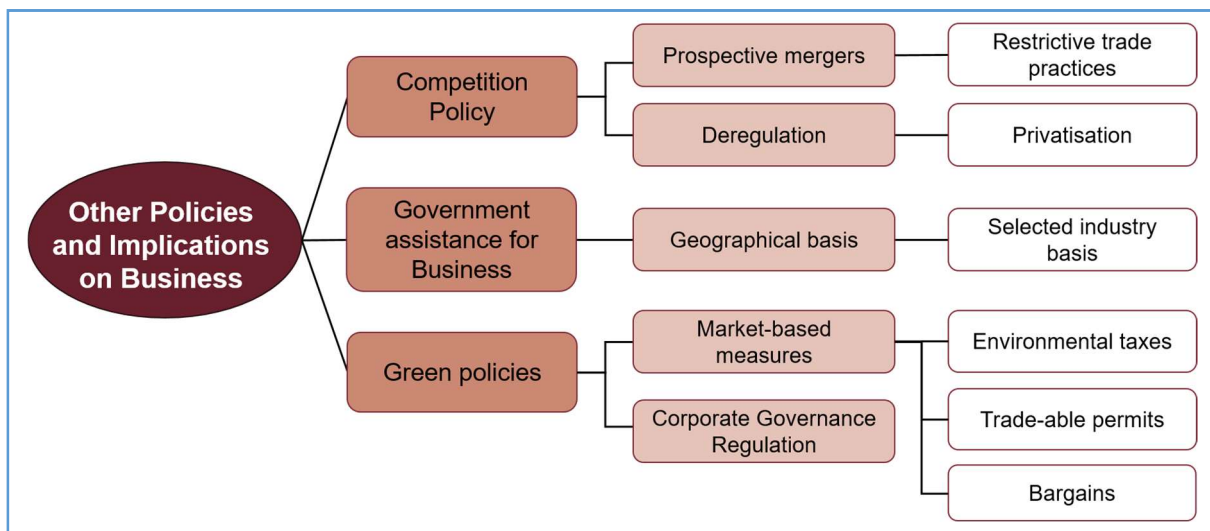 Other Policies
and Implications
on Business
Competition
Policy
Prospective mergers
Restrictive trade
practices
Deregulation
Privatisation
Government
assistance for
Business
Geographical basis
Selected industry
basis
Green policies
Market-based
measures
Environmental taxes
Trade-able permits
Bargains
Corporate Governance
Regulation